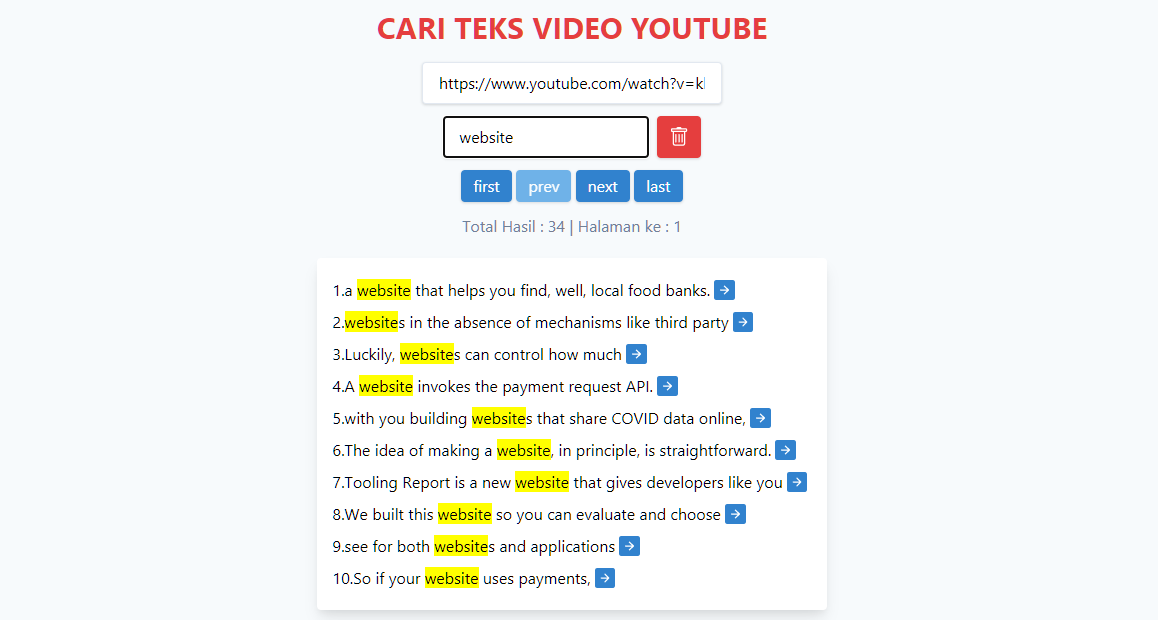 CARI TEKS VIDEO YOUTUBE
https://www.youtube.com/watch?v=k
website
first prev next last
Total Hasil : 34 | Halaman ke : 1
1.a website that helps you find, well, local food banks.
2.websites in the absence of mechanisms like third party
3.Luckily, websites can control how much
4.A website invokes the payment request API.
5.with you building websites that share COVID data online,
6.The idea of making a website, in principle, is straightforward.
7.Tooling Report is a new website that gives developers like you
8.We built this website so you can evaluate and choose
9.see for both websites and applications
10.So if your website uses payments,